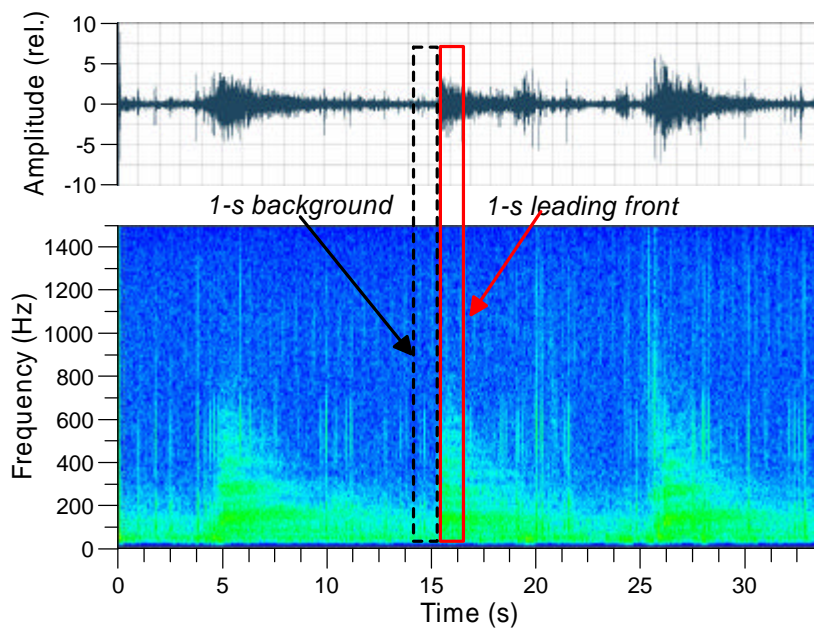 Amplitude (rel.)
10
5
0
-5
-10
1-s background
1-s leading front
Frequency (Hz)
1400
1200
1000
800
600
400
200
0
0 5 10 15 20 25 30
Time (s)